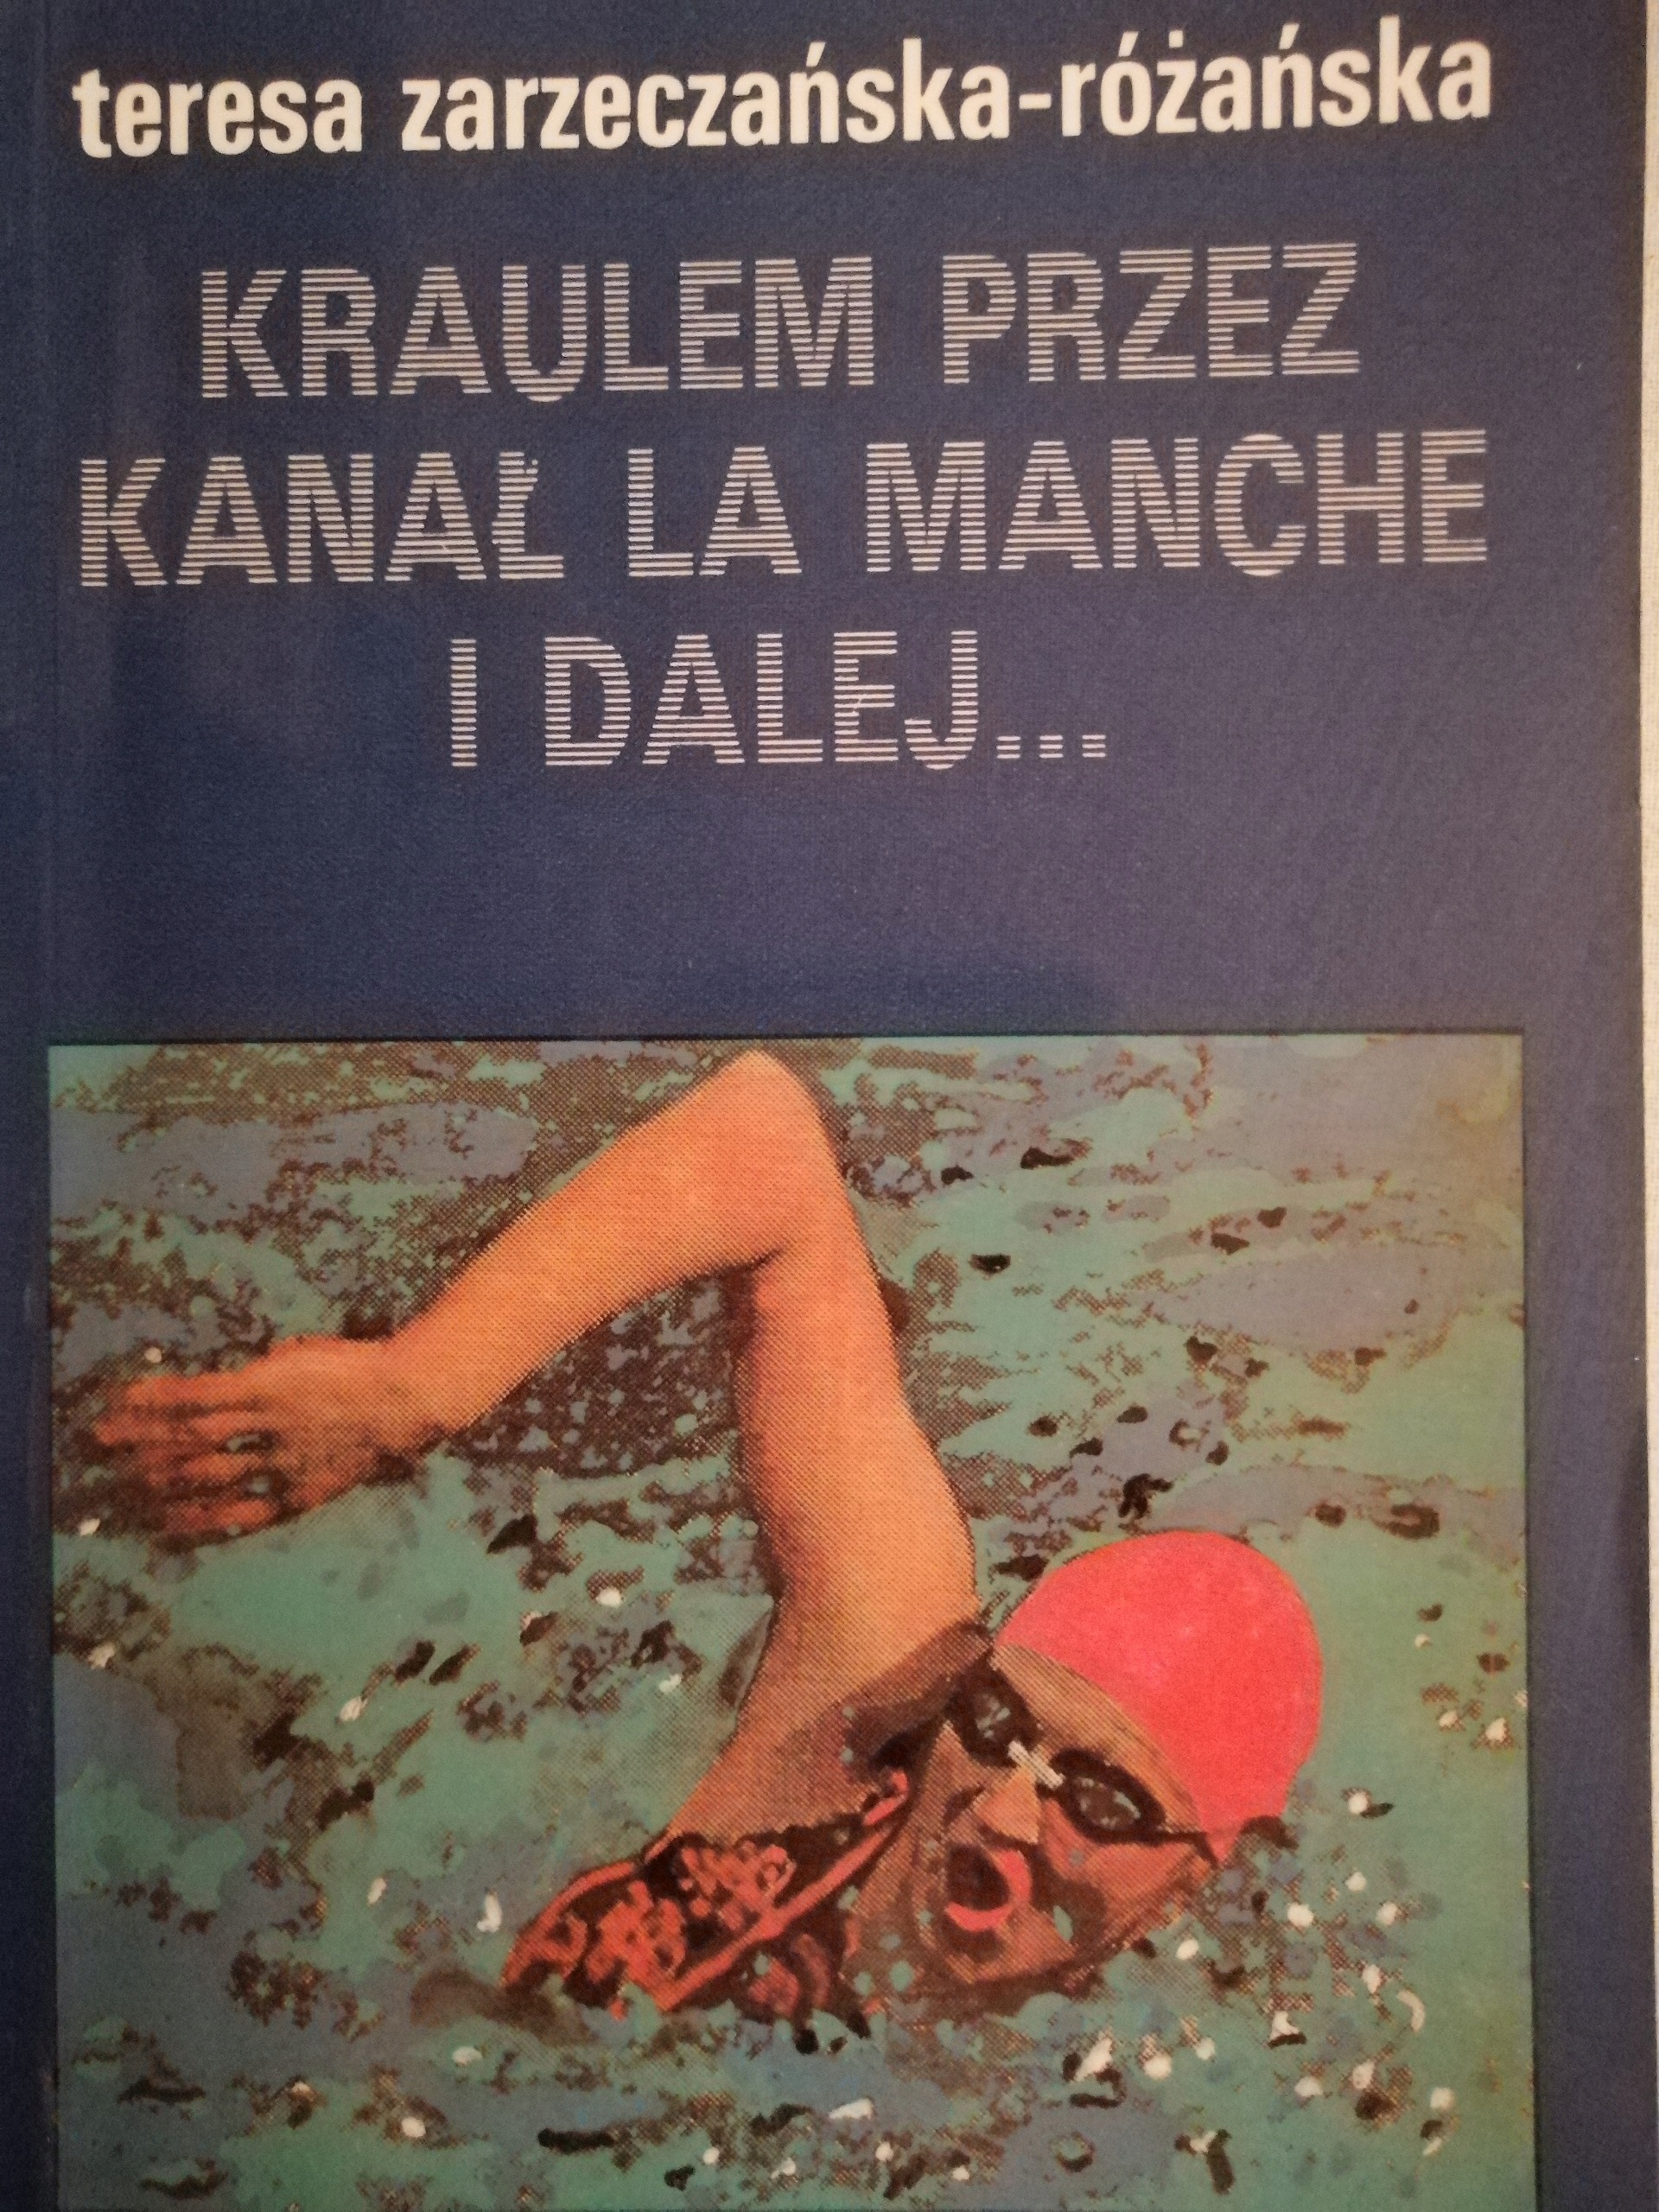 teresa zarzeczańska-różańska
KRAULEM PRZEZ
KANAŁ LA MANCHE
I DALEJ...